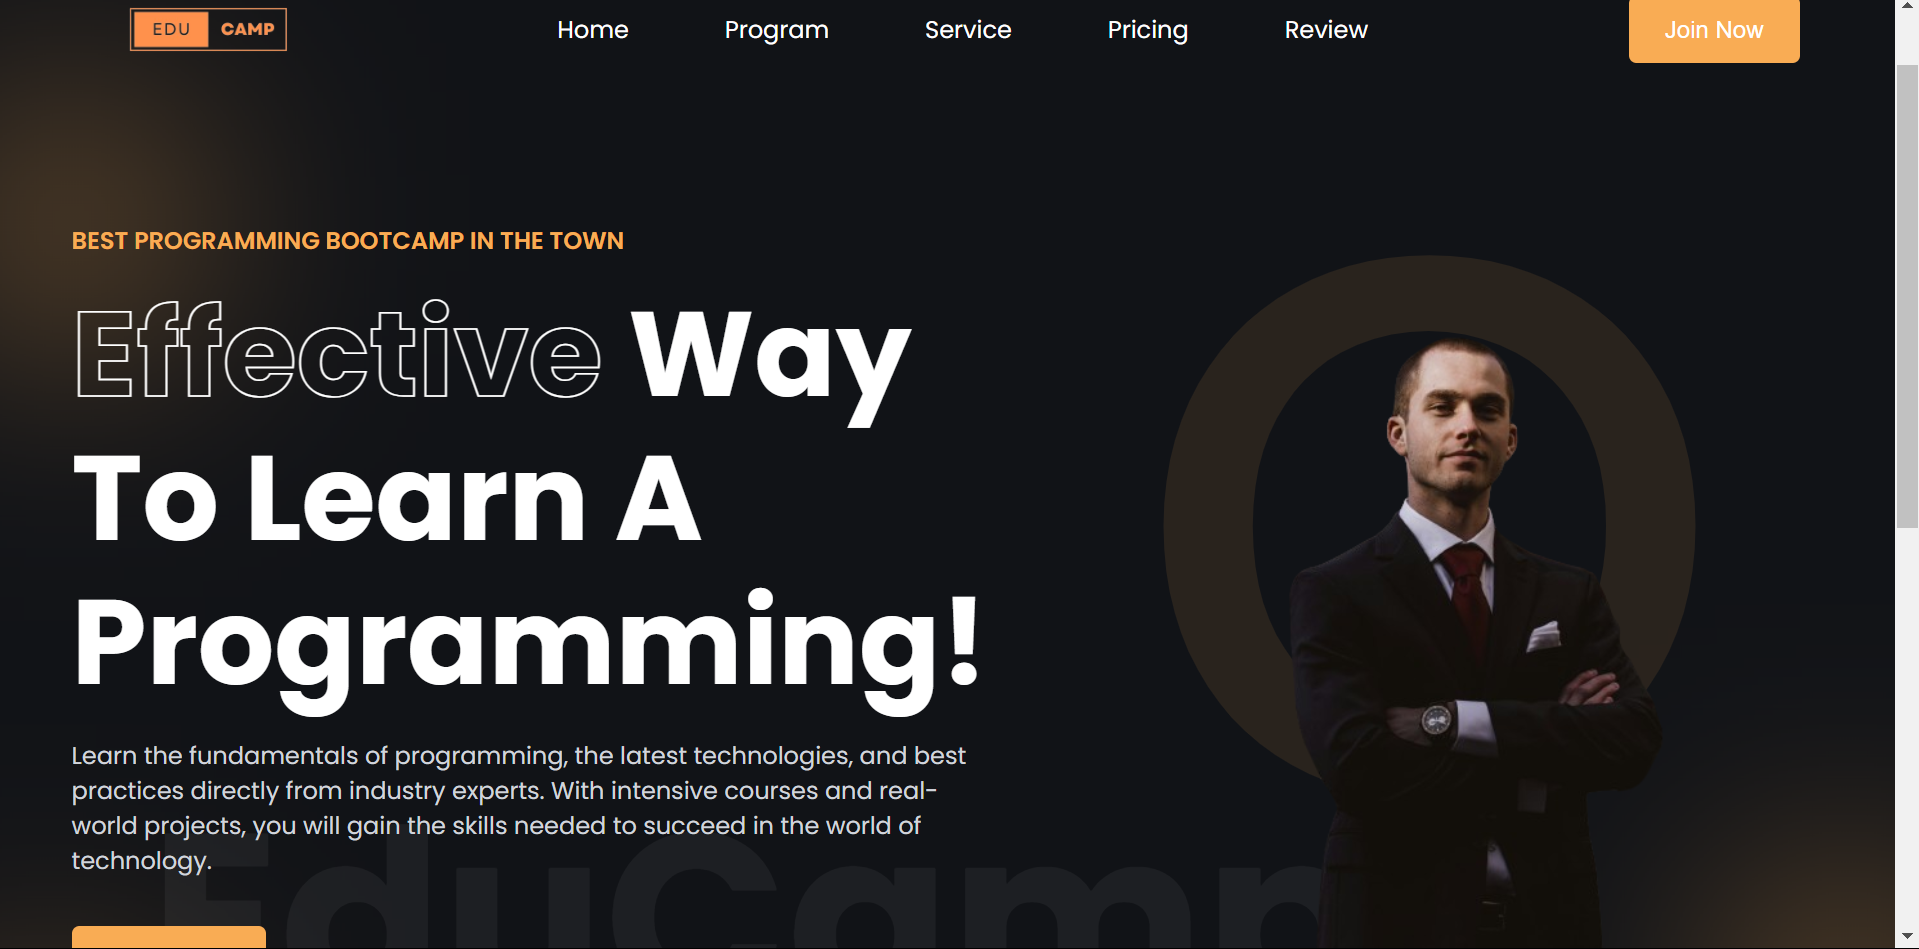 EDU CAMP
Home Program Service Pricing Review
Join Now
BEST PROGRAMMING BOOTCAMP IN THE TOWN
Effective Way
To Learn A
Programming!
Learn the fundamentals of programming, the latest technologies, and best
practices directly from industry experts. With intensive courses and real-
world projects, you will gain the skills needed to succeed in the world of
technology.
EduCamp